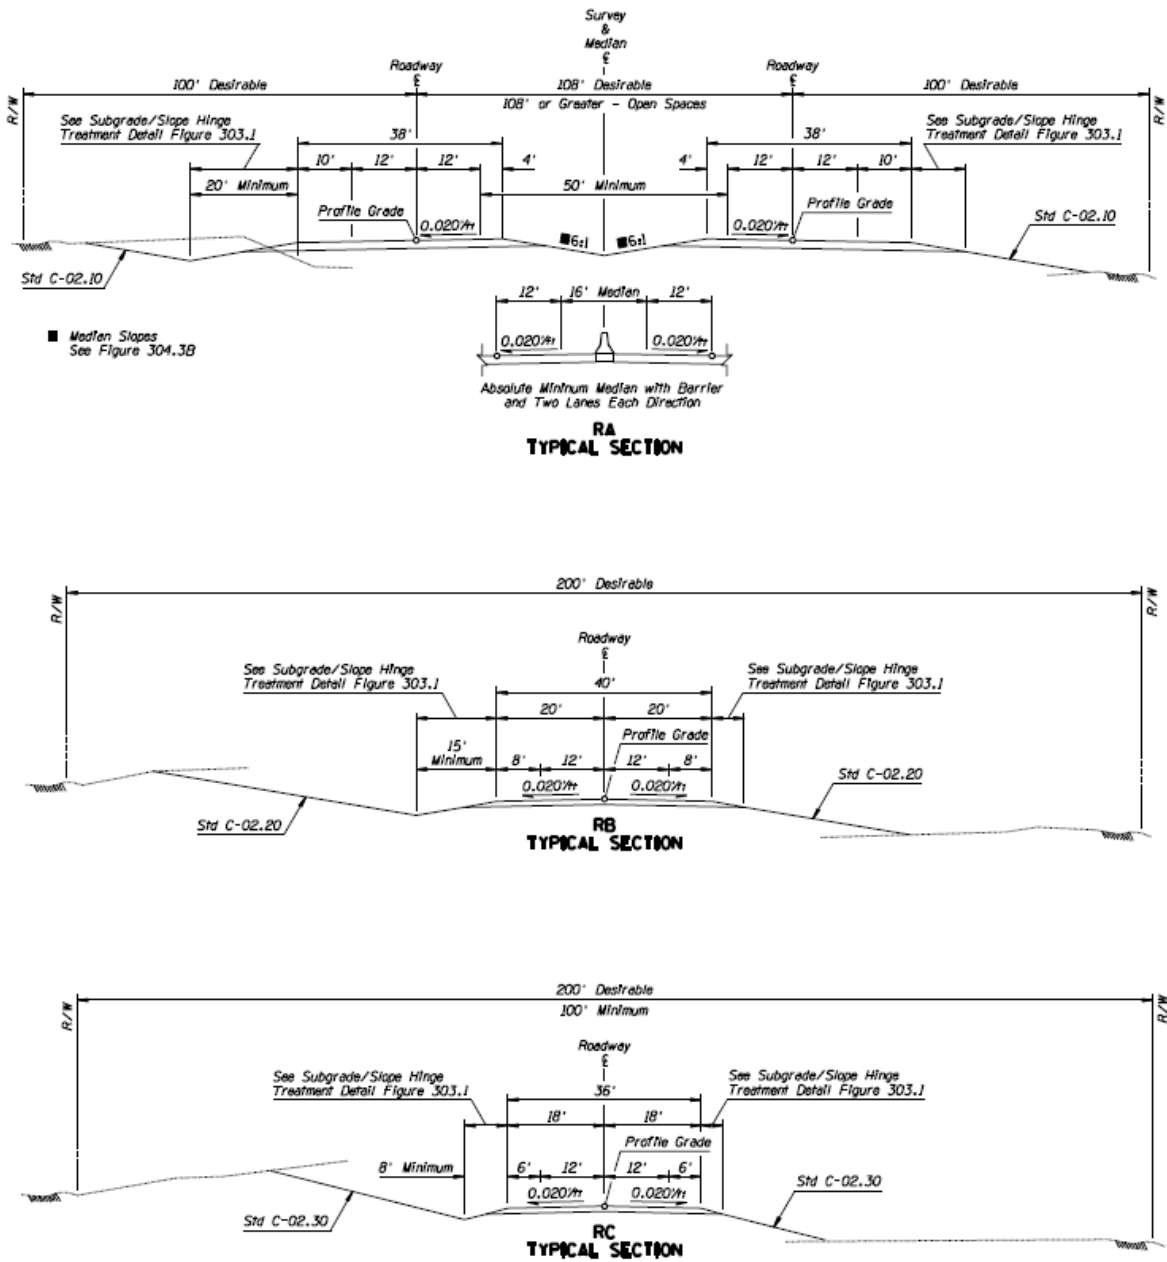 Survey
&
Median
℄
Roadway
℄
Roadway
℄
R/W
100' Desirable
108' Desirable
100' Desirable
R/W
108' or Greater - Open Spaces
See Subgrade/Slope Hinge
Treatment Detail Figure 303.1
See Subgrade/Slope Hinge
Treatment Detail Figure 303.1
38'
38'
10'
12'
12'
4'
4'
12'
12'
10'
20' Minimum
50' Minimum
Profile Grade
Profile Grade
0.020'/ft
0.020'/ft
■6:1
■6:1
Std C-02.10
Std C-02.10
12'
16' Median
12'
0.020'/ft
0.020'/ft
■ Median Slopes
See Figure 304.3B
Absolute Minimum Median with Barrier
and Two Lanes Each Direction
RA
TYPICAL SECTION
200' Desirable
R/W
R/W
Roadway
℄
See Subgrade/Slope Hinge
Treatment Detail Figure 303.1
See Subgrade/Slope Hinge
Treatment Detail Figure 303.1
40'
20'
20'
15'
Minimum
Profile Grade
8'
12'
12'
8'
0.020'/ft
0.020'/ft
Std C-02.20
Std C-02.20
RB
TYPICAL SECTION
200' Desirable
100' Minimum
R/W
R/W
Roadway
℄
See Subgrade/Slope Hinge
Treatment Detail Figure 303.1
See Subgrade/Slope Hinge
Treatment Detail Figure 303.1
36'
18'
18'
Profile Grade
8' Minimum
6'
12'
12'
6'
0.020'/ft
0.020'/ft
Std C-02.30
Std C-02.30
RC
TYPICAL SECTION